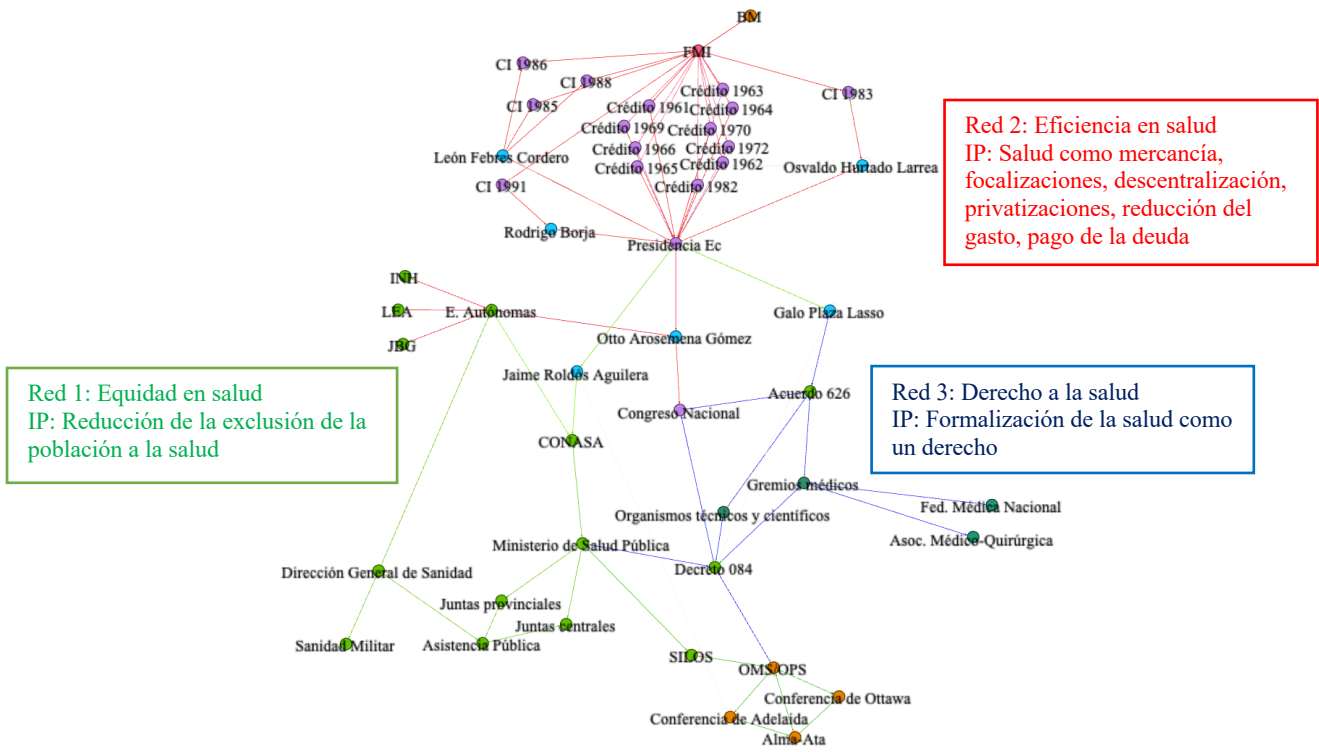 BM
FMI
CI 1986
CI 1988
CI 1985
Crédito 1963
CI 1983
Crédito 1961
Crédito 1964
Crédito 1969
Crédito 1970
Crédito 1966
Crédito 1972
León Febres Cordero
Crédito 1965
Crédito 1962
Osvaldo Hurtado Larrea
CI 1991
Crédito 1982
Rodrigo Borja
Presidencia Ec
Red 2: Eficiencia en salud
IP: Salud como mercancía,
focalizaciones, descentralización,
privatizaciones, reducción del
gasto, pago de la deuda
INH
LEA
E. Autónomas
Galo Plaza Lasso
JBG
Otto Arosemena Gómez
Jaime Roldós Aguilera
Acuerdo 626
Congreso Nacional
CONASA
Red 1: Equidad en salud
IP: Reducción de la exclusión de la
población a la salud
Red 3: Derecho a la salud
IP: Formalización de la salud como
un derecho
Gremios médicos
Fed. Médica Nacional
Organismos técnicos y científicos
Asoc. Médico-Quirúrgica
Ministerio de Salud Pública
Dirección General de Sanidad
Decreto 084
Juntas provinciales
Juntas centrales
Sanidad Militar
Asistencia Pública
SILOS
OMS/OPS
Conferencia de Ottawa
Conferencia de Adelaida
Alma-Ata